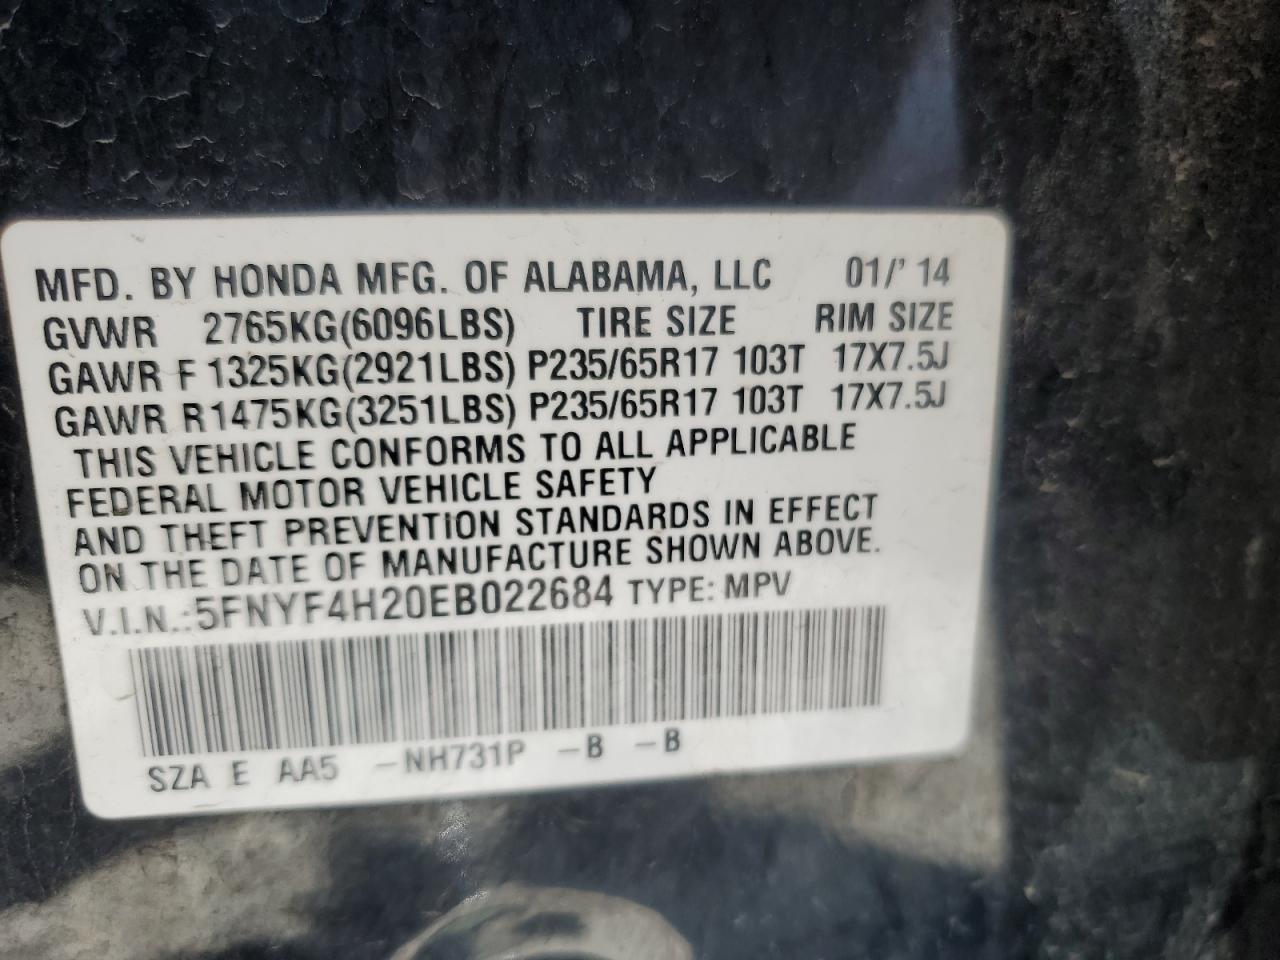 MFD. BY HONDA MFG. OF ALABAMA, LLC 01/' 14
GVWR 2765KG(6096LBS) TIRE SIZE RIM SIZE
GAWR F 1325KG(2921LBS) P235/65R17 103T 17X7.5J
GAWR R1475KG(3251LBS) P235/65R17 103T 17X7.5J
THIS VEHICLE CONFORMS TO ALL APPLICABLE
FEDERAL MOTOR VEHICLE SAFETY
AND THEFT PREVENTION STANDARDS IN EFFECT
ON THE DATE OF MANUFACTURE SHOWN ABOVE.
V.I.N.:5FNYF4H20EB022684 TYPE: MPV
SZA E AA5 -NH731P -B -B